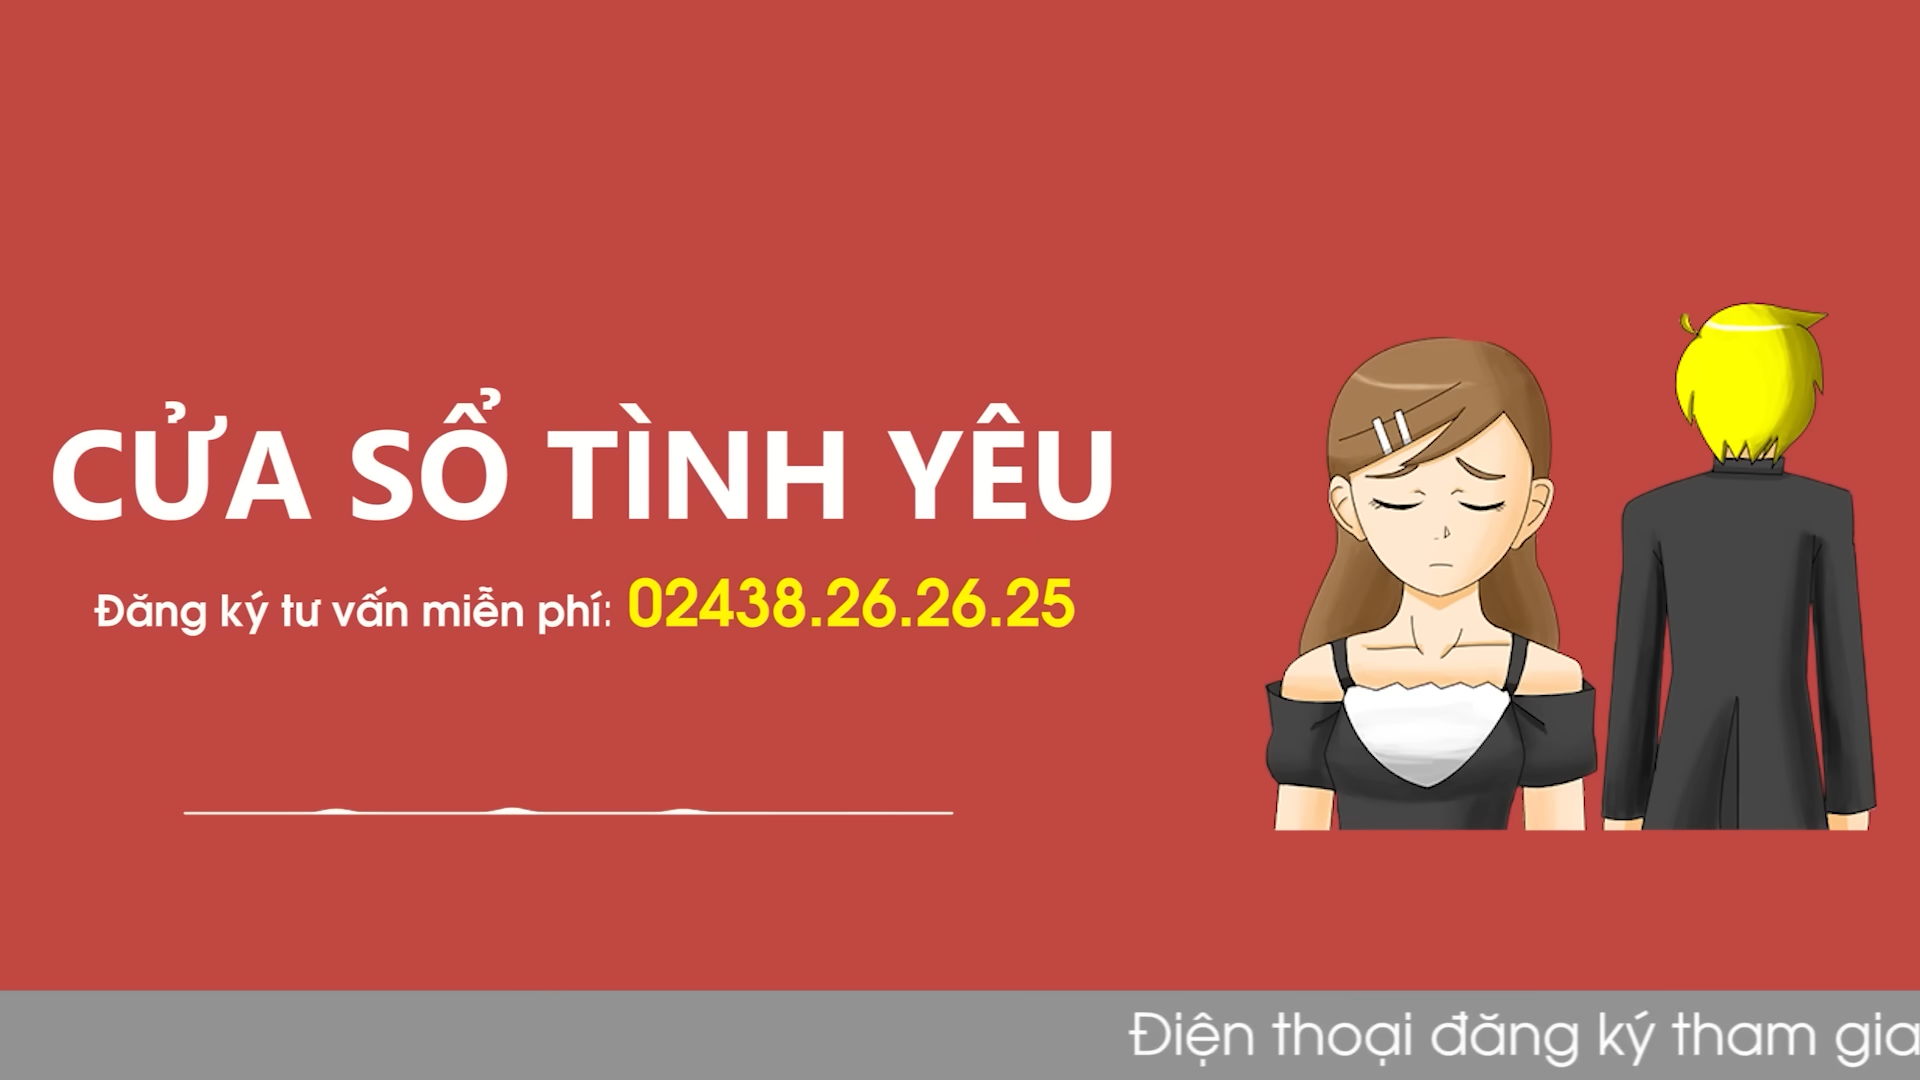 CỬA SỔ TÌNH YÊU
Đăng ký tư vấn miễn phí: 02438.26.26.25
Điện thoại đăng ký tham gia